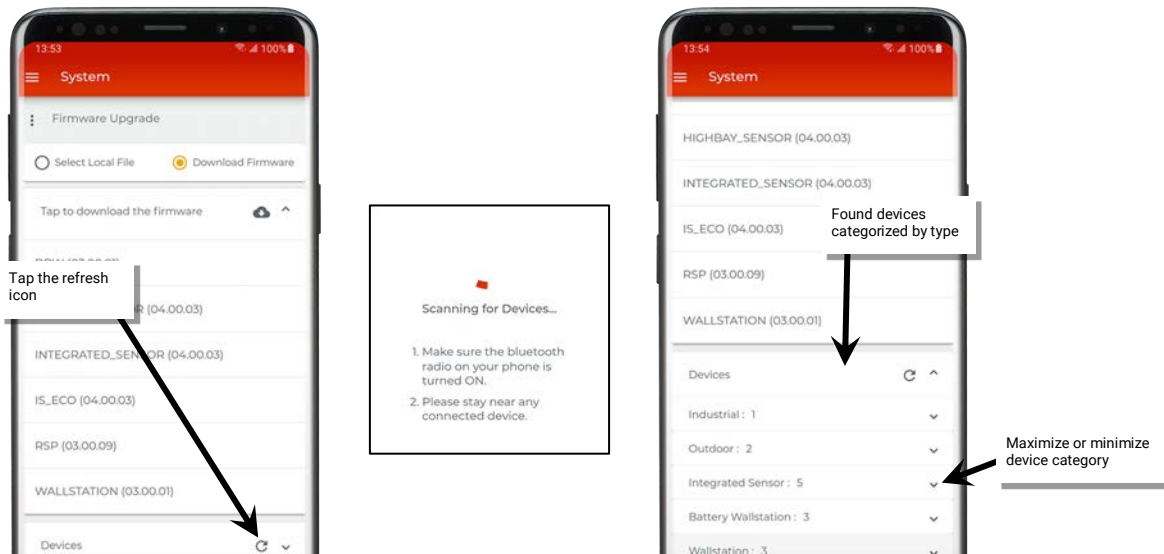 13:53
100%
System
Firmware Upgrade
Select Local File
Download Firmware
Tap to download the firmware
Tap the refresh
icon
(04.00.03)
INTEGRATED_SENSOR (04.00.03)
IS_ECO (04.00.03)
RSP (03.00.09)
WALLSTATION (03.00.01)
Devices
Scanning for Devices...
1. Make sure the bluetooth
radio on your phone is
turned ON.
2. Please stay near any
connected device.
13:54
100%
System
HIGHBAY_SENSOR (04.00.03)
INTEGRATED_SENSOR (04.00.03)
IS_ECO (04.00.03)
RSP (03.00.09)
WALLSTATION (03.00.01)
Found devices
categorized by type
Devices
Industrial : 1
Outdoor : 2
Integrated Sensor : 5
Battery Wallstation : 3
Wallstation : 3
Maximize or minimize
device category